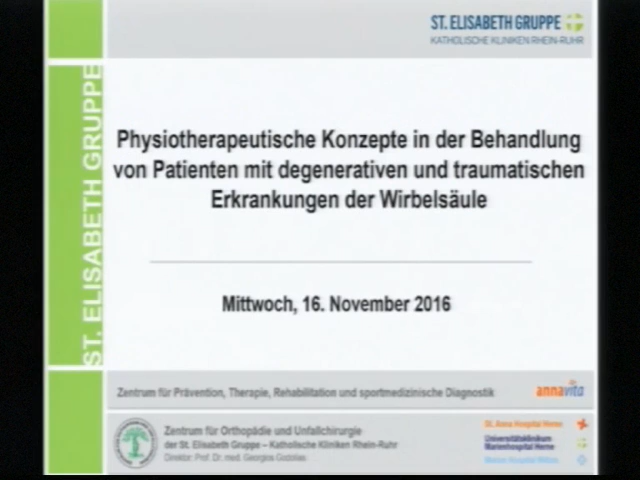 ST. ELISABETH GRUPPE
KATHOLISCHE KLINIKEN RHEIN-RUHR
ST. ELISABETH GRUPPE
Physiotherapeutische Konzepte in der Behandlung
von Patienten mit degenerativen und traumatischen
Erkrankungen der Wirbelsäule
Mittwoch, 16. November 2016
Zentrum für Prävention, Therapie, Rehabilitation und sportmedizinische Diagnostik
annavita
Zentrum für Orthopädie und Unfallchirurgie
der St. Elisabeth Gruppe – Katholische Kliniken Rhein-Ruhr
Direktor: Prof. Dr. med. Georgios Godolias
St. Anna Hospital Herne
Universitätsklinikum
Marienhospital Herne